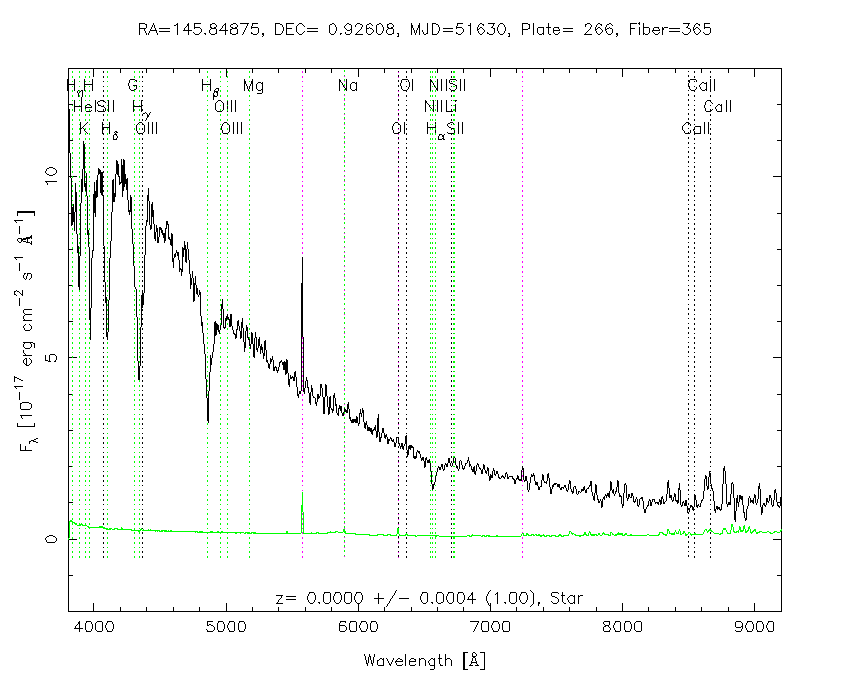 RA=145.84875, DEC= 0.92608, MJD=51630, Plate= 266, Fiber=365
Hη H G Hβ Mg Na OI NII SII CaII
HeI SII Hγ OIII NII Li CaII
K Hδ OIII OIII OI Hα SII CaII
10
5
0
Fλ [10−17 erg cm−2 s−1 Å−1]
z= 0.0000 +/− 0.0004 (1.00), Star
4000 5000 6000 7000 8000 9000
Wavelength [Å]